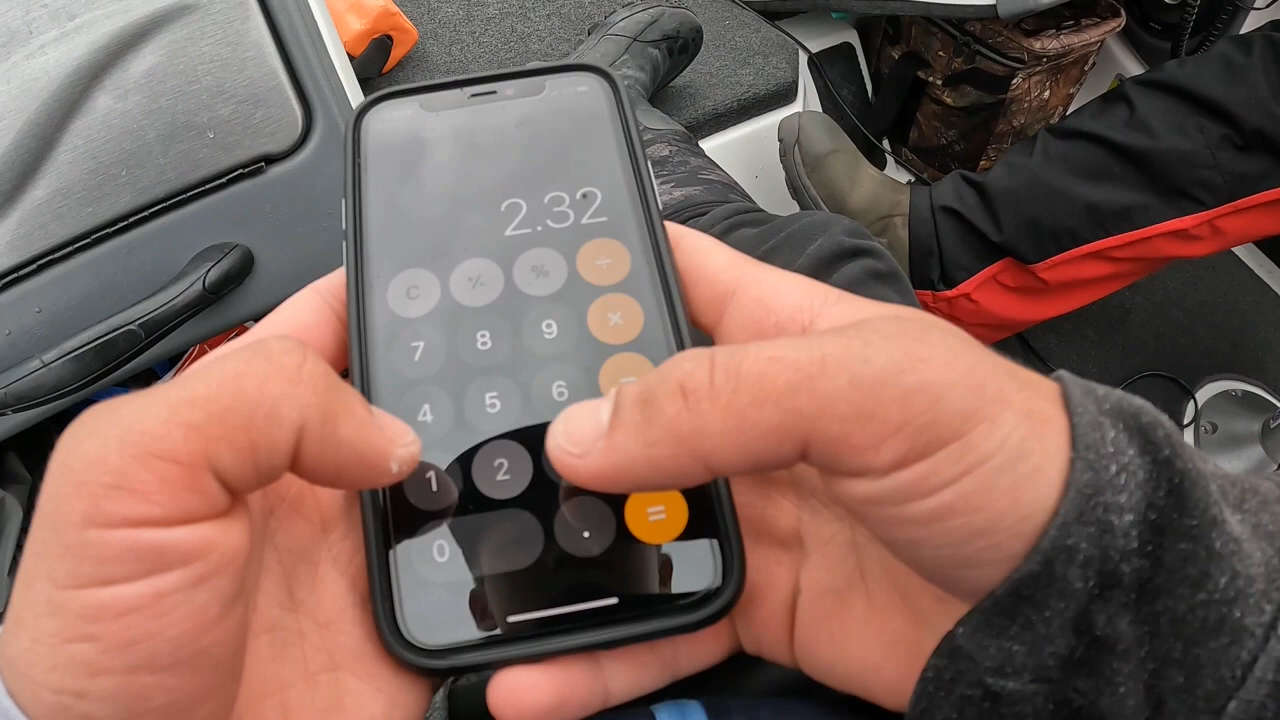 2.32
C ⁺⁄₋ % ÷
7 8 9 ×
4 5 6 −
1 2
0 . =